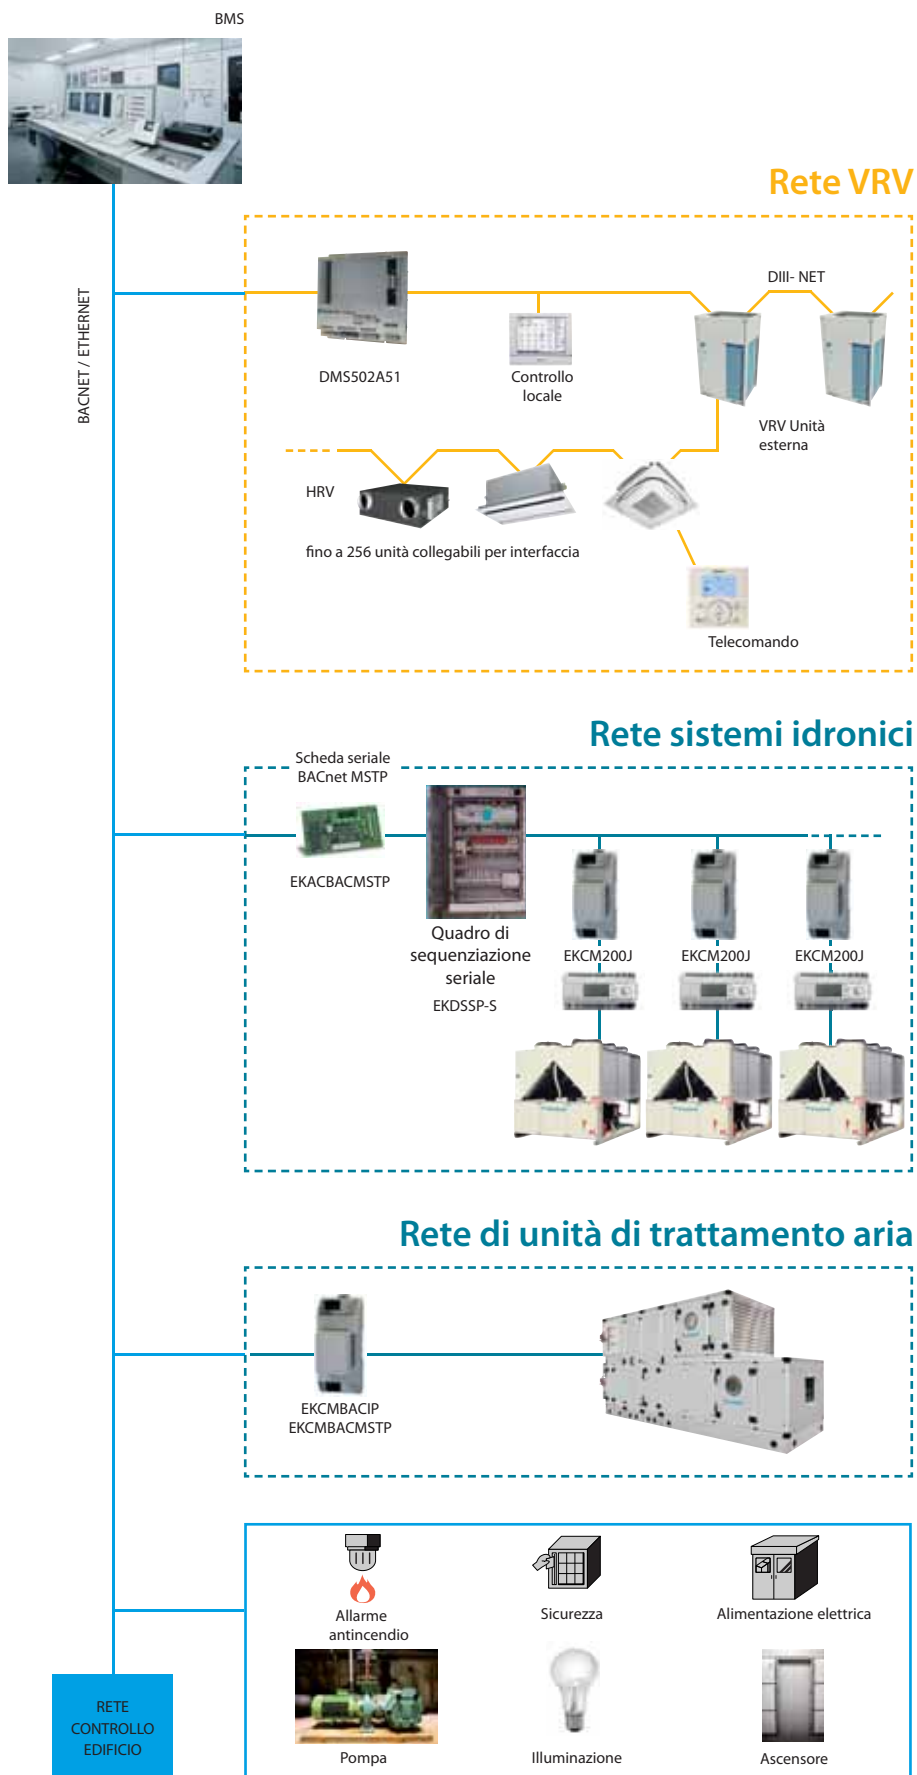 BMS
BACNET / ETHERNET
Rete VRV
DIII- NET
DMS502A51
Controllo
locale
VRV Unità
esterna
HRV
fino a 256 unità collegabili per interfaccia
Telecomando
Rete sistemi idronici
Scheda seriale
BACnet MSTP
EKACBACMSTP
Quadro di
sequenziazione
seriale
EKDSSP-S
EKCM200J
EKCM200J
EKCM200J
Rete di unità di trattamento aria
EKCMBACIP
EKCMBACMSTP
Allarme
antincendio
Sicurezza
Alimentazione elettrica
Pompa
Illuminazione
Ascensore
RETE
CONTROLLO
EDIFICIO